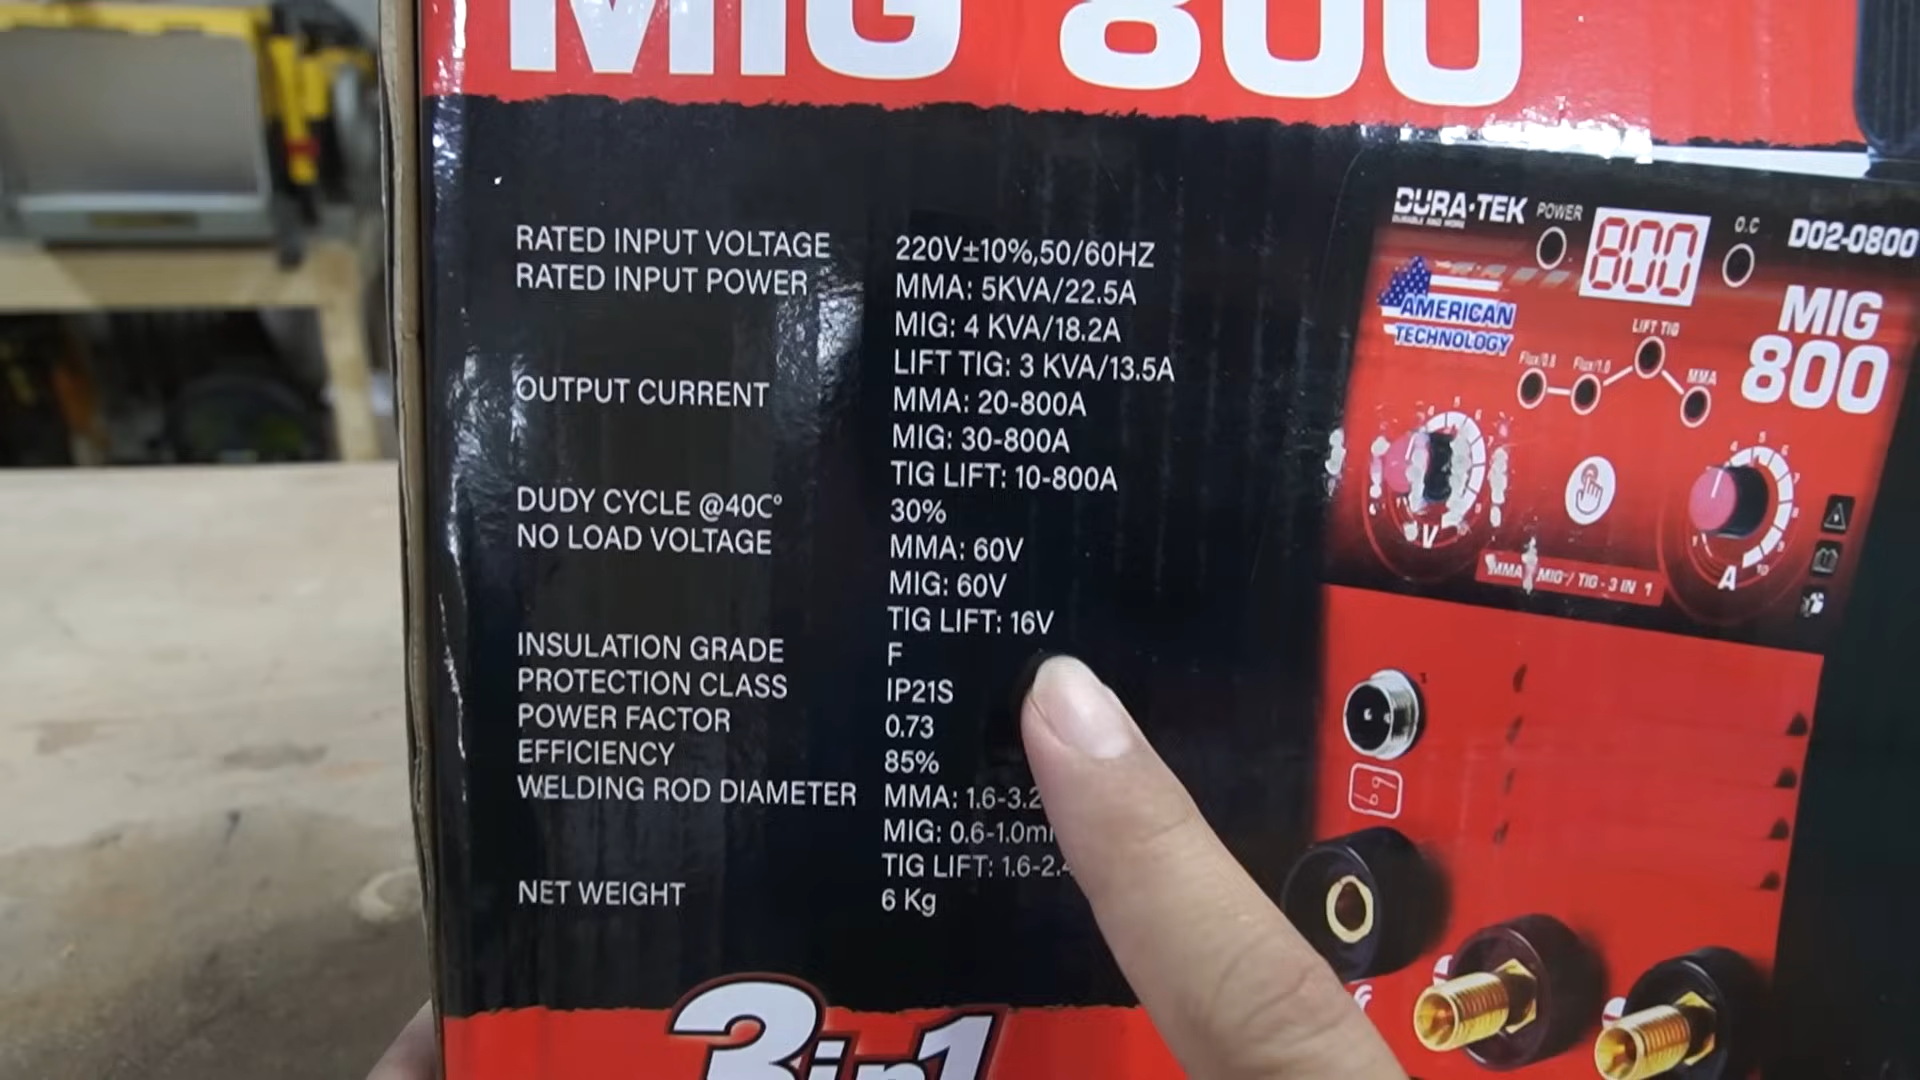 MIG 800
RATED INPUT VOLTAGE 220V±10%,50/60HZ
RATED INPUT POWER MMA: 5KVA/22.5A
MIG: 4 KVA/18.2A
LIFT TIG: 3 KVA/13.5A
OUTPUT CURRENT MMA: 20-800A
MIG: 30-800A
TIG LIFT: 10-800A
DUDY CYCLE @40C° 30%
NO LOAD VOLTAGE MMA: 60V
MIG: 60V
TIG LIFT: 16V
INSULATION GRADE F
PROTECTION CLASS IP21S
POWER FACTOR 0.73
EFFICIENCY 85%
WELDING ROD DIAMETER MMA: 1.6-3.2
MIG: 0.6-1.0m
TIG LIFT: 1.6-2.4
NET WEIGHT 6 Kg
3in1
DURA·TEK
POWER
800
O.C
D02-0800
AMERICAN
TECHNOLOGY
MIG
800
LIFT TIG
Flux/0.8
Flux/1.0
MMA
V
A
MMA / MIG / TIG - 3 IN 1